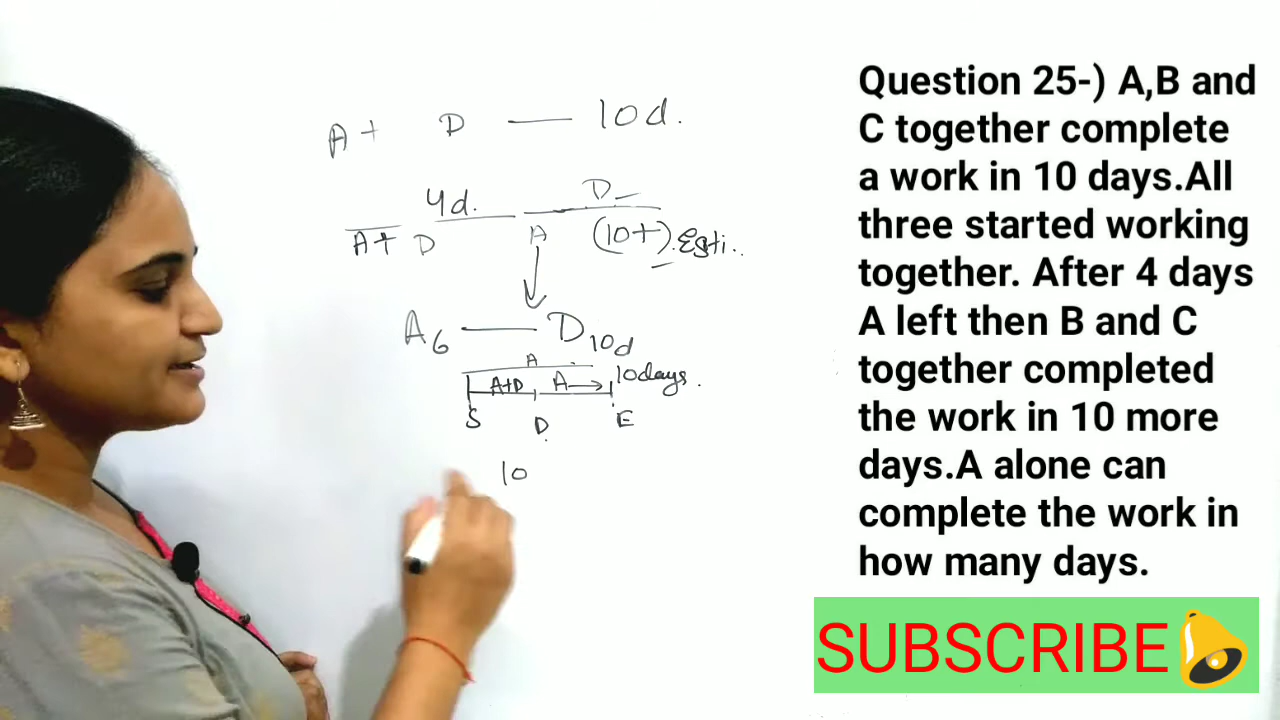 A+ D — 10d.
4d. D
A+ D A (10+) Esti..
A6 — D10d
A
A+D A → 10days.
S D E
10
Question 25-) A,B and
C together complete
a work in 10 days.All
three started working
together. After 4 days
A left then B and C
together completed
the work in 10 more
days.A alone can
complete the work in
how many days.
SUBSCRIBE